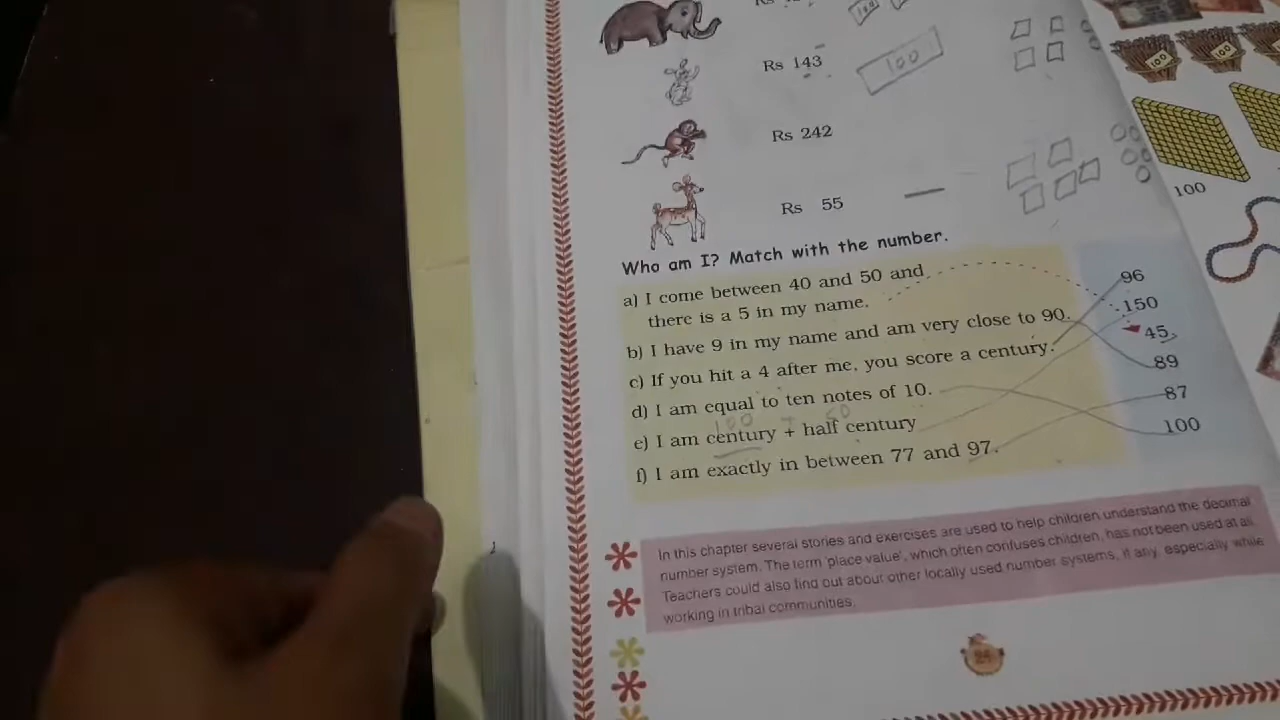 100
Rs 143
100
Rs 242
Rs 55
Who am I? Match with the number.
a) I come between 40 and 50 and
there is a 5 in my name.
b) I have 9 in my name and am very close to 90.
c) If you hit a 4 after me, you score a century.
d) I am equal to ten notes of 10.
100 + 50
e) I am century + half century
f) I am exactly in between 77 and 97.
96
150
45
89
87
100
In this chapter several stories and exercises are used to help children understand the decimal
number system. The term 'place value', which often confuses children, has not been used at all.
Teachers could also find out about other locally used number systems, if any, especially while
working in tribal communities.
100
100
100